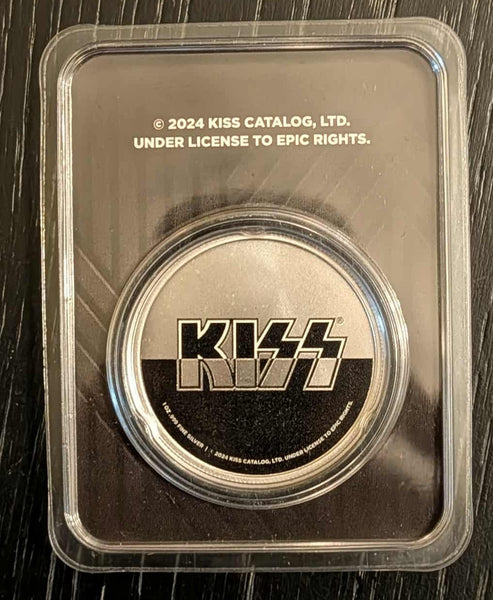 © 2024 KISS CATALOG, LTD.
UNDER LICENSE TO EPIC RIGHTS.
KISS®
1 OZ .999 FINE SILVER | © 2024 KISS CATALOG, LTD. UNDER LICENSE TO EPIC RIGHTS.